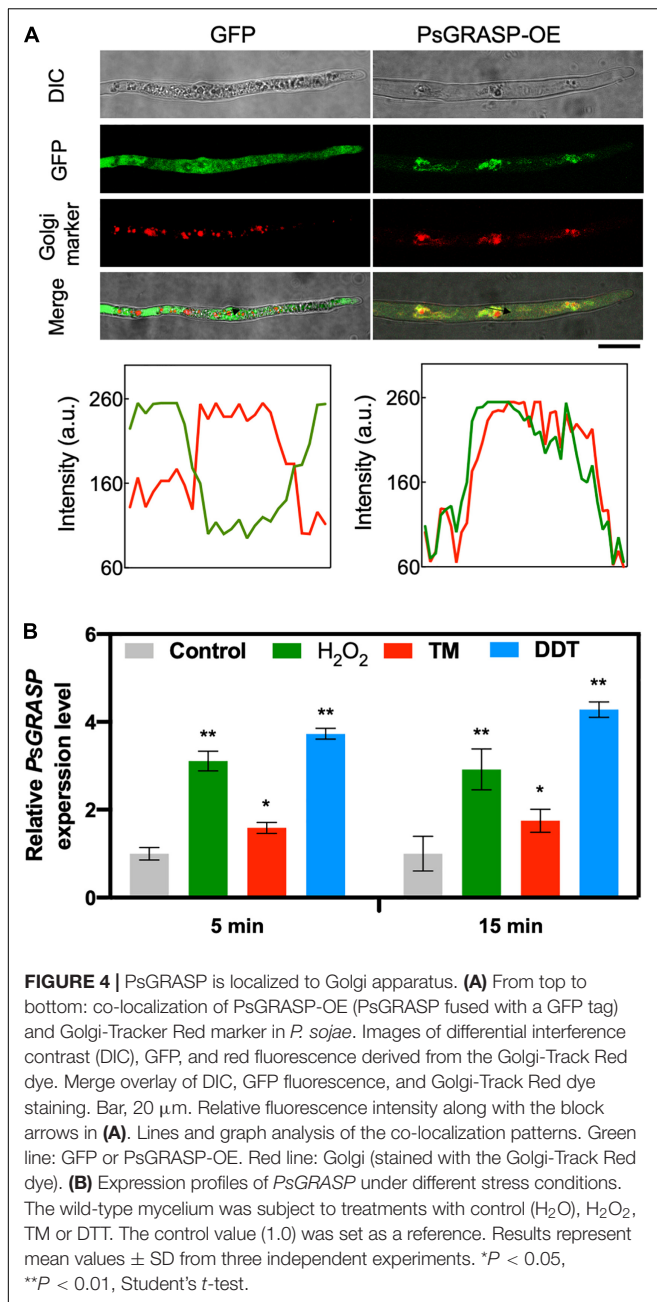 A
GFP PsGRASP-OE
DIC
GFP
Golgi
marker
Merge
Intensity (a.u.)
260
160
60
Intensity (a.u.)
260
160
60
B
Relative PsGRASP
experssion level
6
4
2
0
Control H₂O₂ TM DDT
** * ** ** * **
5 min 15 min
FIGURE 4 | PsGRASP is localized to Golgi apparatus. (A) From top to
bottom: co-localization of PsGRASP-OE (PsGRASP fused with a GFP tag)
and Golgi-Tracker Red marker in P. sojae. Images of differential interference
contrast (DIC), GFP, and red fluorescence derived from the Golgi-Track Red
dye. Merge overlay of DIC, GFP fluorescence, and Golgi-Track Red dye
staining. Bar, 20 μm. Relative fluorescence intensity along with the block
arrows in (A). Lines and graph analysis of the co-localization patterns. Green
line: GFP or PsGRASP-OE. Red line: Golgi (stained with the Golgi-Track Red
dye). (B) Expression profiles of PsGRASP under different stress conditions.
The wild-type mycelium was subject to treatments with control (H₂O), H₂O₂,
TM or DTT. The control value (1.0) was set as a reference. Results represent
mean values ± SD from three independent experiments. *P < 0.05,
**P < 0.01, Student's t-test.